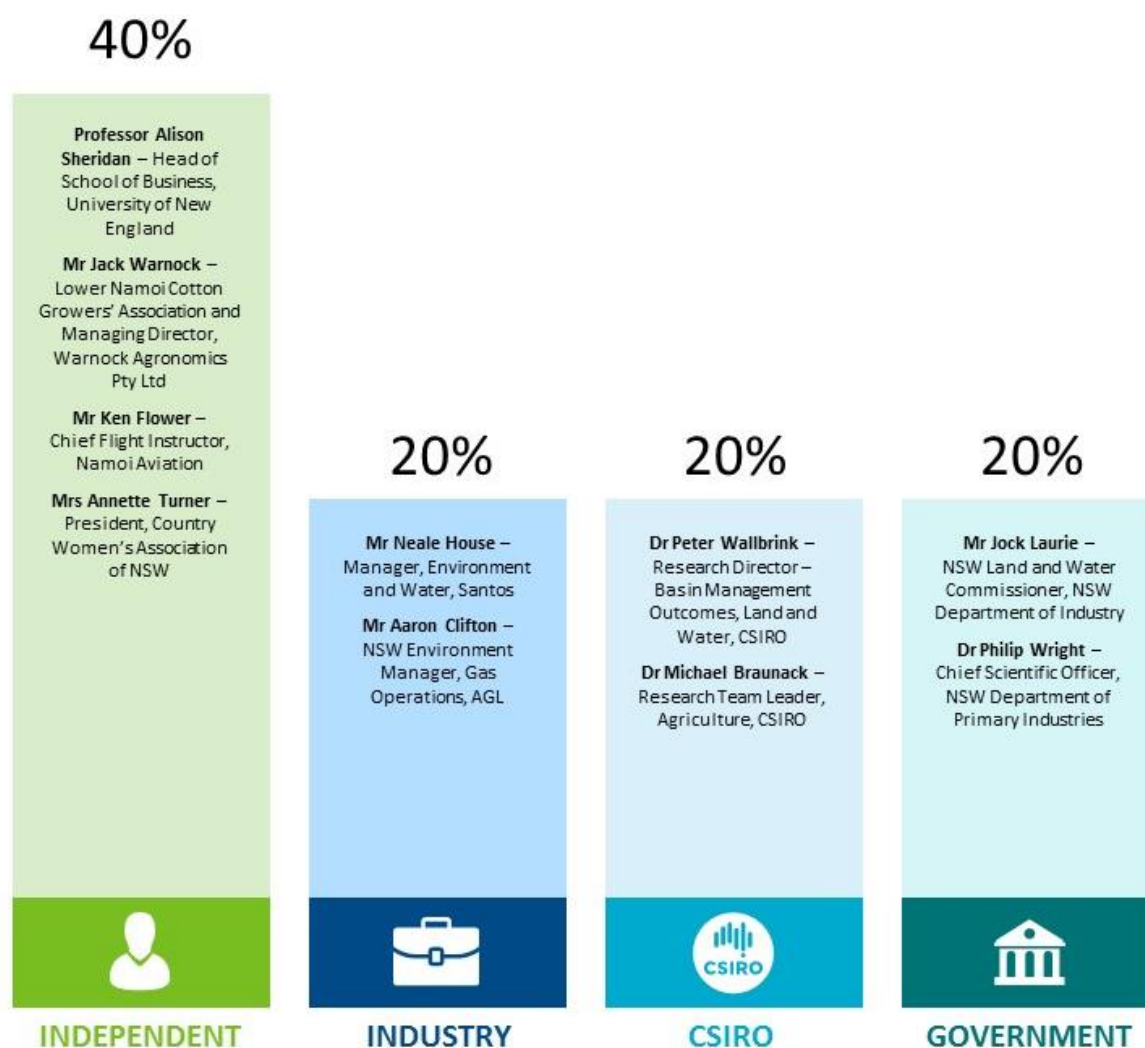 40%
Professor Alison
Sheridan – Head of
School of Business,
University of New
England
Mr Jack Warnock –
Lower Namoi Cotton
Growers' Association and
Managing Director,
Warnock Agronomics
Pty Ltd
Mr Ken Flower –
Chief Flight Instructor,
Namoi Aviation
Mrs Annette Turner –
President, Country
Women's Association
of NSW
INDEPENDENT
20%
Mr Neale House –
Manager, Environment
and Water, Santos
Mr Aaron Clifton –
NSW Environment
Manager, Gas
Operations, AGL
INDUSTRY
20%
Dr Peter Wallbrink –
Research Director –
Basin Management
Outcomes, Land and
Water, CSIRO
Dr Michael Braunack –
Research Team Leader,
Agriculture, CSIRO
CSIRO
CSIRO
20%
Mr Jock Laurie –
NSW Land and Water
Commissioner, NSW
Department of Industry
Dr Philip Wright –
Chief Scientific Officer,
NSW Department of
Primary Industries
GOVERNMENT